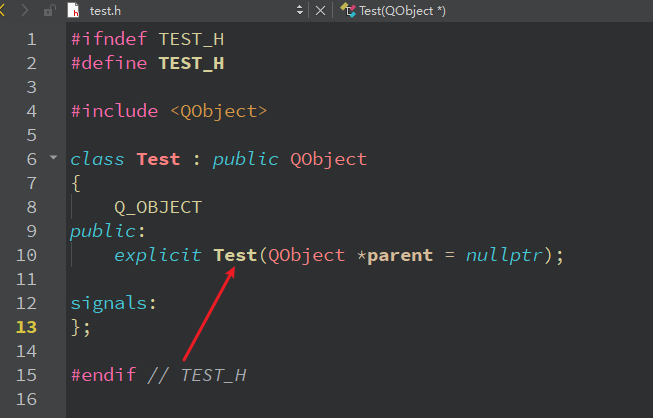 test.h
Test(QObject *)
1 #ifndef TEST_H
2 #define TEST_H
3
4 #include <QObject>
5
6 class Test : public QObject
7 {
8     Q_OBJECT
9 public:
10     explicit Test(QObject *parent = nullptr);
11
12 signals:
13 };
14
15 #endif // TEST_H
16